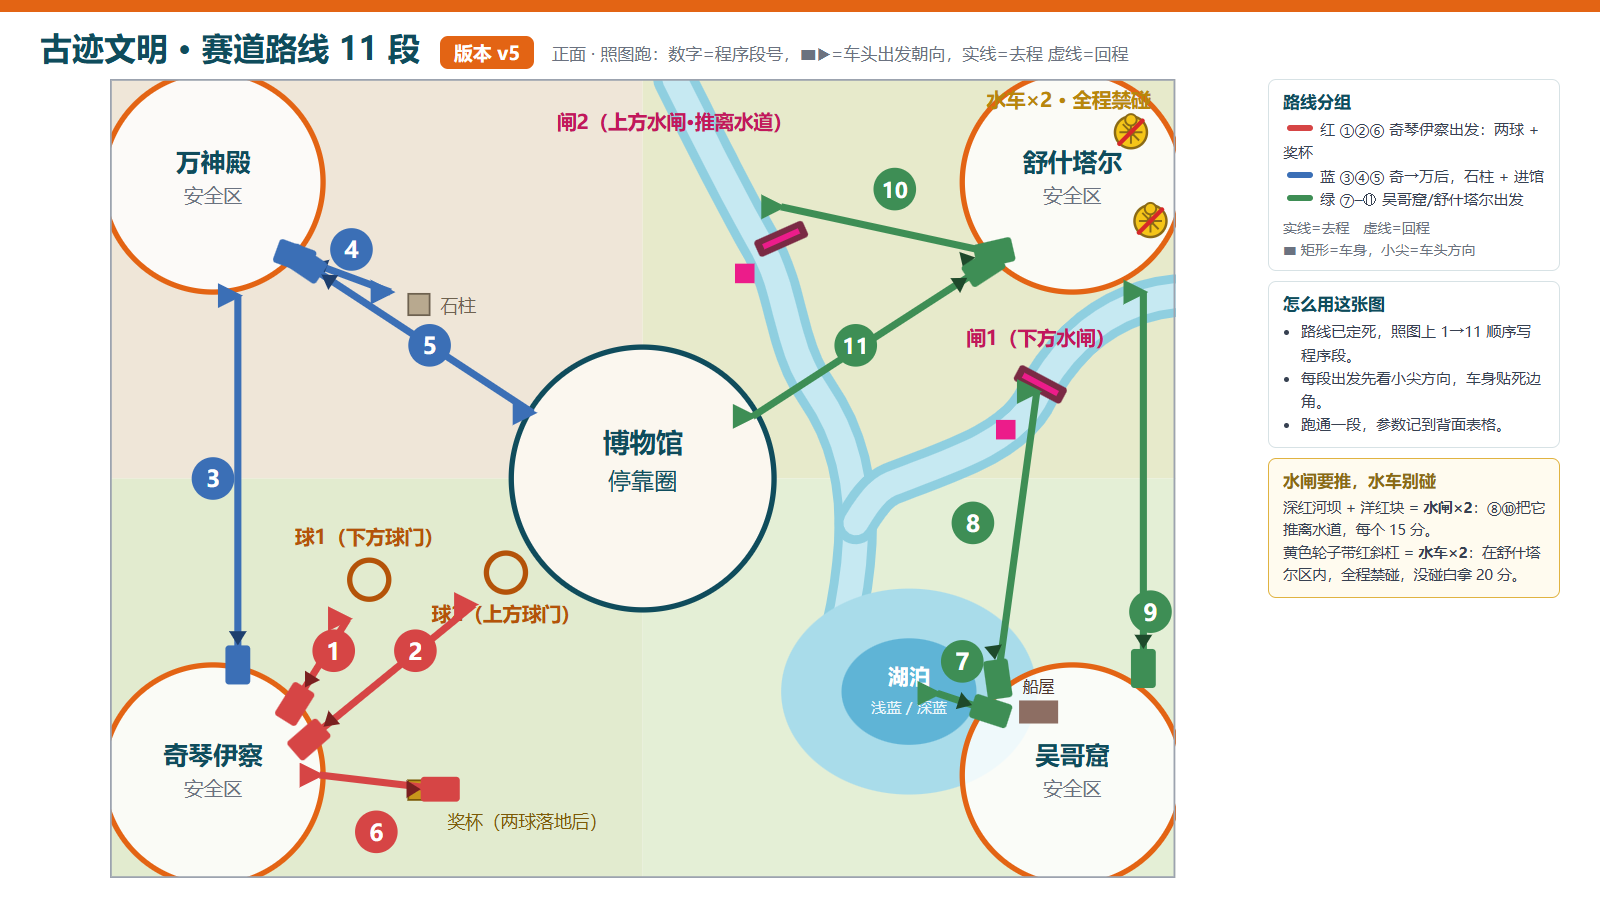 古迹文明 · 赛道路线 11 段
版本 v5
正面 · 照图跑：数字=程序段号，■▶=车头出发朝向，实线=去程 虚线=回程
万神殿
安全区
闸2（上方水闸·推离水道）
水车×2 · 全程禁碰
舒什塔尔
安全区
10
4
石柱
5
11
闸1（下方水闸）
博物馆
停靠圈
3
8
球1（下方球门）
球2（上方球门）
1
2
9
7
湖泊
浅蓝 / 深蓝
船屋
奇琴伊察
安全区
吴哥窟
安全区
奖杯（两球落地后）
6
路线分组
红 ①②⑥ 奇琴伊察出发：两球 +
奖杯
蓝 ③④⑤ 奇→万后，石柱 + 进馆
绿 ⑦–⑪ 吴哥窟/舒什塔尔出发
实线=去程 虚线=回程
■ 矩形=车身，小尖=车头方向
怎么用这张图
• 路线已定死，照图上 1→11 顺序写
程序段。
• 每段出发先看小尖方向，车身贴死边
角。
• 跑通一段，参数记到背面表格。
水闸要推，水车别碰
深红河坝 + 洋红块 = 水闸×2：⑧⑩把它
推离水道，每个 15 分。
黄色轮子带红斜杠 = 水车×2：在舒什塔
尔区内，全程禁碰，没碰白拿 20 分。